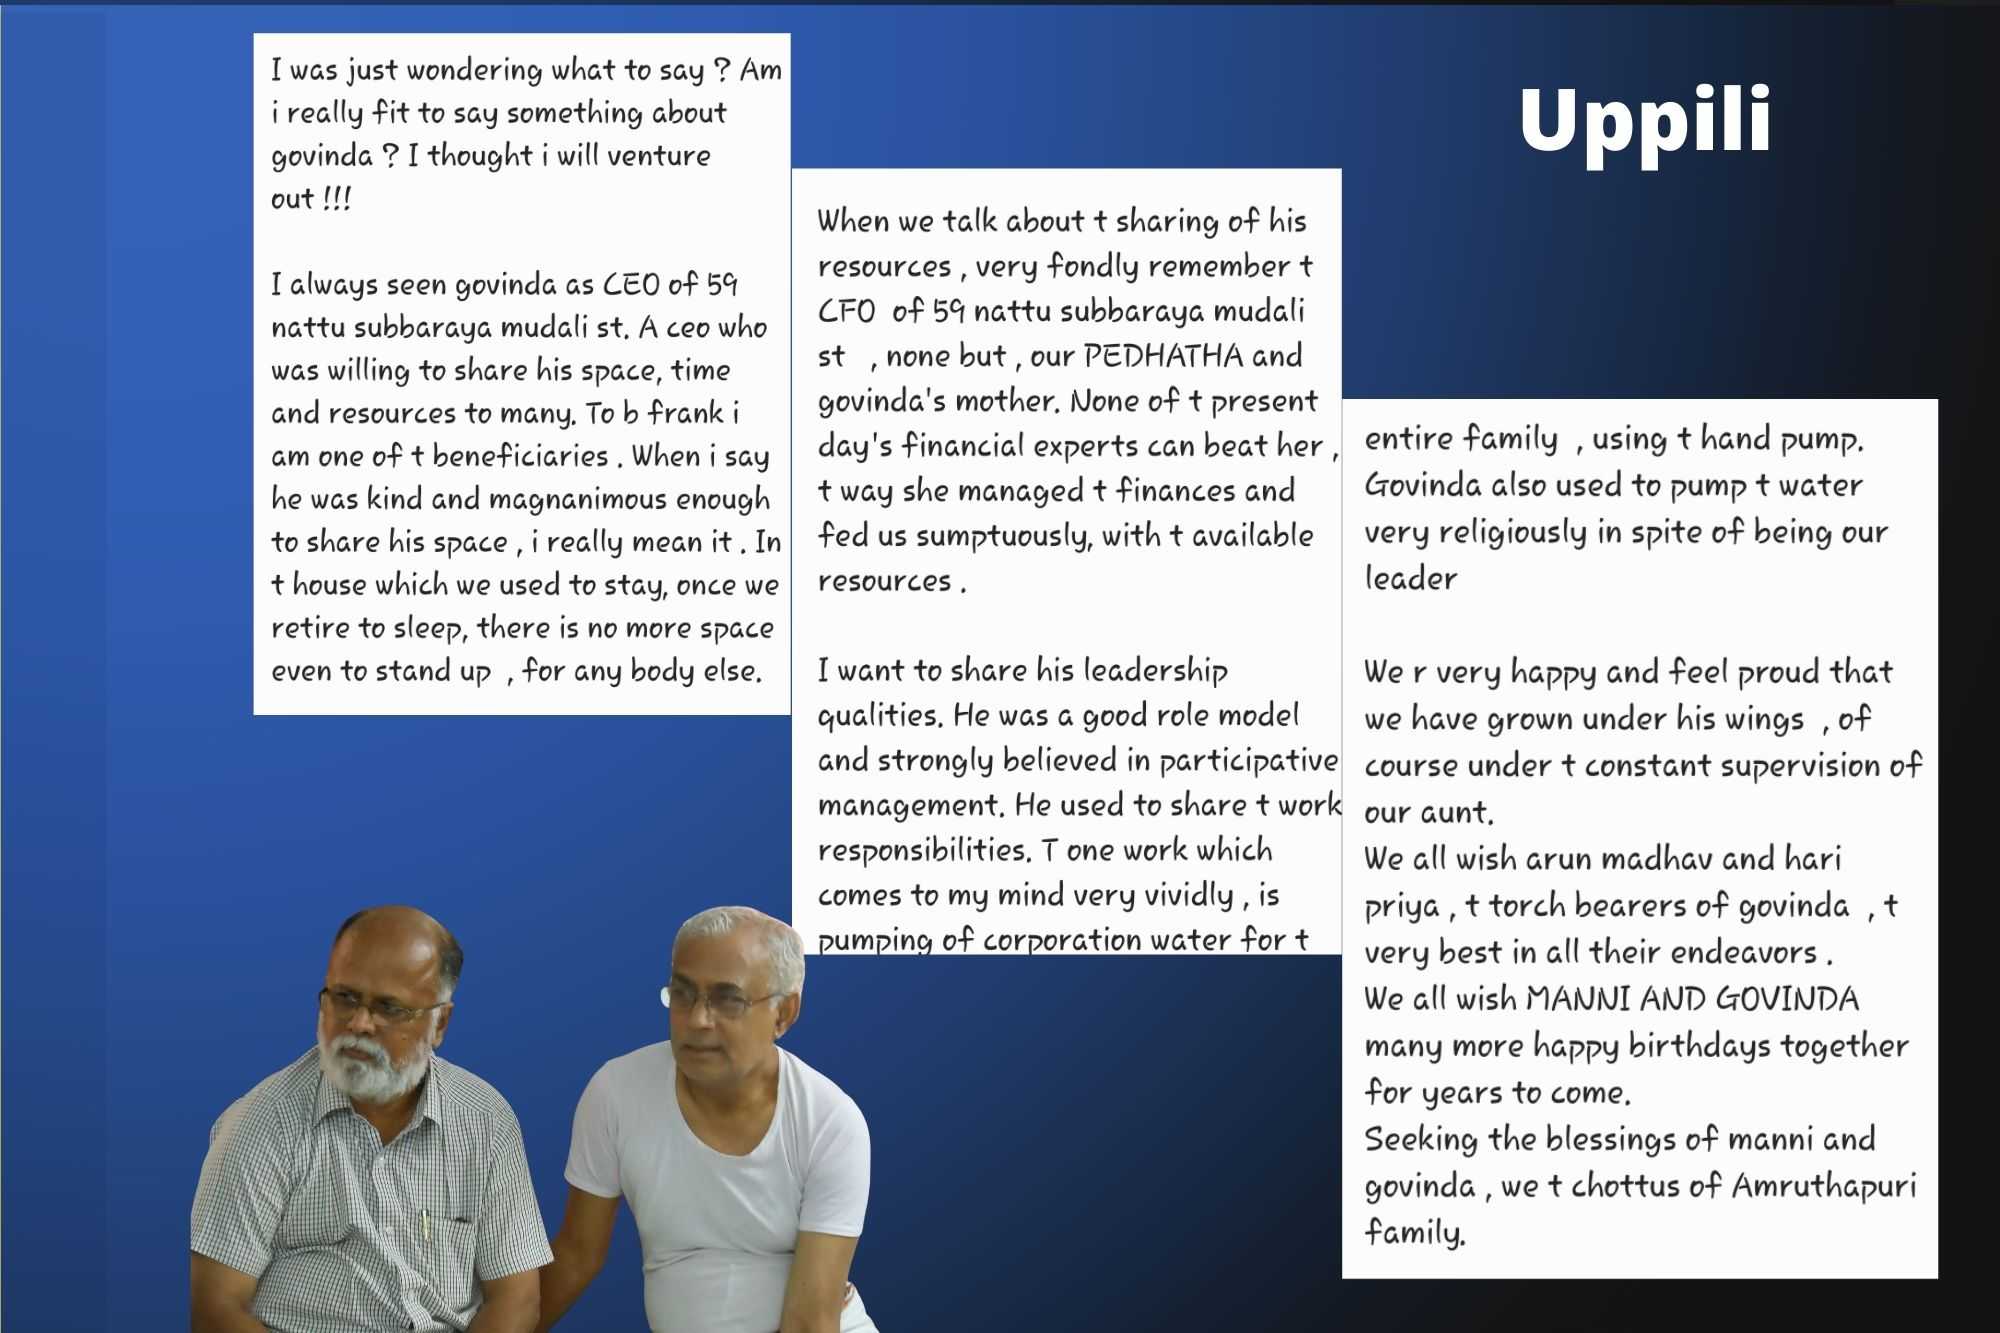 Uppili
I was just wondering what to say ? Am
i really fit to say something about
govinda ? I thought i will venture
out !!!
I always seen govinda as CEO of 59
nattu subbaraya mudali st. A ceo who
was willing to share his space, time
and resources to many. To b frank i
am one of t beneficiaries . When i say
he was kind and magnanimous enough
to share his space , i really mean it . In
t house which we used to stay, once we
retire to sleep, there is no more space
even to stand up , for any body else.
When we talk about t sharing of his
resources , very fondly remember t
CFO of 59 nattu subbaraya mudali
st , none but , our PEDHATHA and
govinda's mother. None of t present
day's financial experts can beat her ,
t way she managed t finances and
fed us sumptuously, with t available
resources .
I want to share his leadership
qualities. He was a good role model
and strongly believed in participative
management. He used to share t work
responsibilities. T one work which
comes to my mind very vividly , is
pumping of corporation water for t
entire family , using t hand pump.
Govinda also used to pump t water
very religiously in spite of being our
leader
We r very happy and feel proud that
we have grown under his wings , of
course under t constant supervision of
our aunt.
We all wish arun madhav and hari
priya , t torch bearers of govinda , t
very best in all their endeavors .
We all wish MANNI AND GOVINDA
many more happy birthdays together
for years to come.
Seeking the blessings of manni and
govinda , we t chottus of Amruthapuri
family.